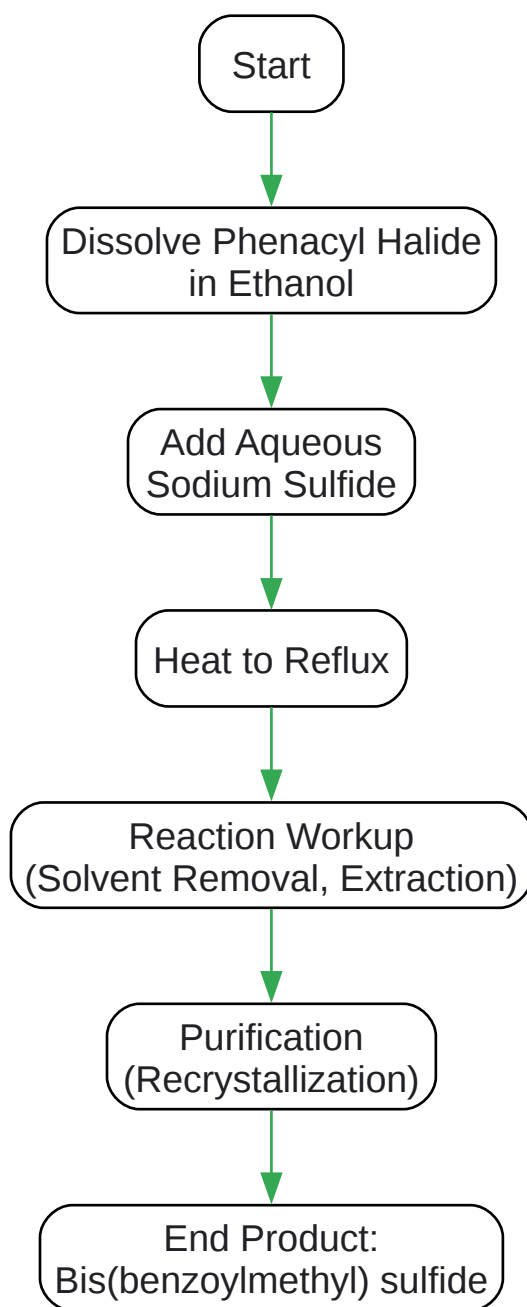 Start
Dissolve Phenacyl Halide
in Ethanol
Add Aqueous
Sodium Sulfide
Heat to Reflux
Reaction Workup
(Solvent Removal, Extraction)
Purification
(Recrystallization)
End Product:
Bis(benzoylmethyl) sulfide